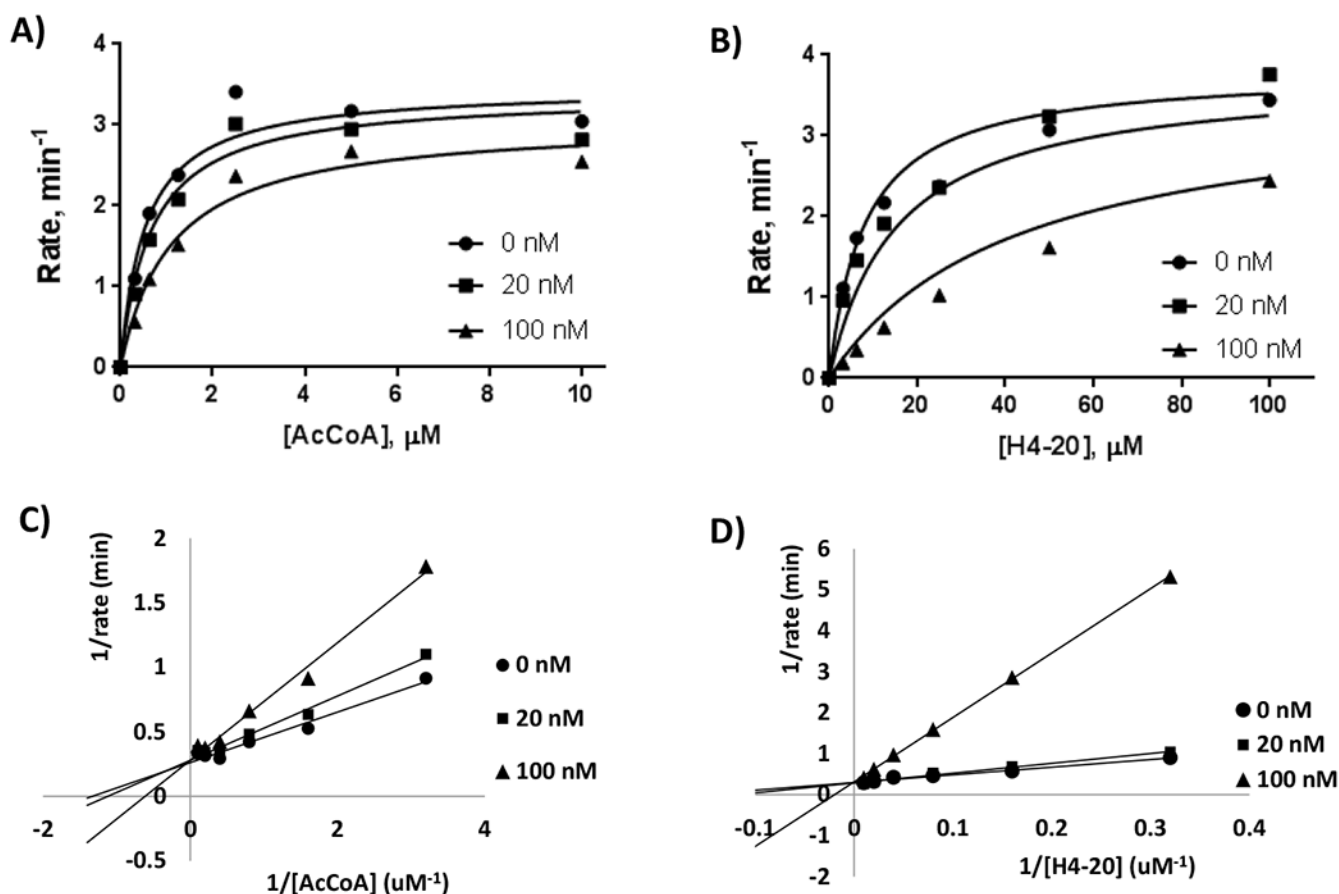 A)
4
3
2
1
0
Rate, min⁻¹
0 2 4 6 8 10
[AcCoA], μM
0 nM
20 nM
100 nM
B)
4
3
2
1
0
Rate, min⁻¹
0 20 40 60 80 100
[H4-20], μM
0 nM
20 nM
100 nM
C)
1/rate (min)
2
1.5
1
0.5
0
-0.5
-2 0 2 4
1/[AcCoA] (uM⁻¹)
0 nM
20 nM
100 nM
D)
1/rate (min)
6
5
4
3
2
1
0
-1
-2
-0.1 0 0.1 0.2 0.3 0.4
1/[H4-20] (uM⁻¹)
0 nM
20 nM
100 nM